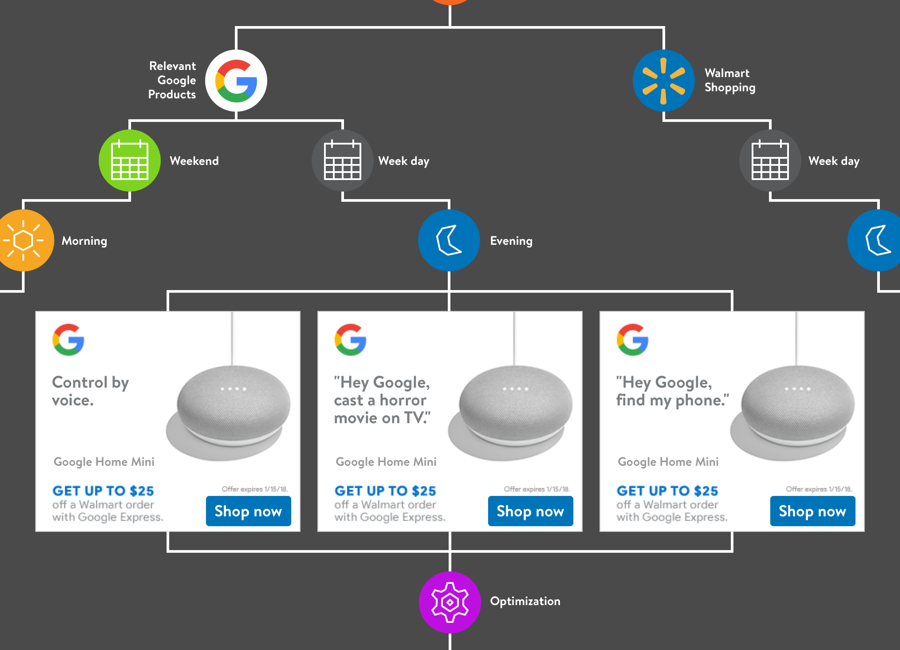 Relevant
Google
Products
Walmart
Shopping
Weekend
Week day
Week day
Morning
Evening
Control by
voice.
Google Home Mini
GET UP TO $25
off a Walmart order
with Google Express.
Offer expires 1/15/18.
Shop now
"Hey Google,
cast a horror
movie on TV."
Google Home Mini
GET UP TO $25
off a Walmart order
with Google Express.
Offer expires 1/15/18.
Shop now
"Hey Google,
find my phone."
Google Home Mini
GET UP TO $25
off a Walmart order
with Google Express.
Offer expires 1/15/18.
Shop now
Optimization